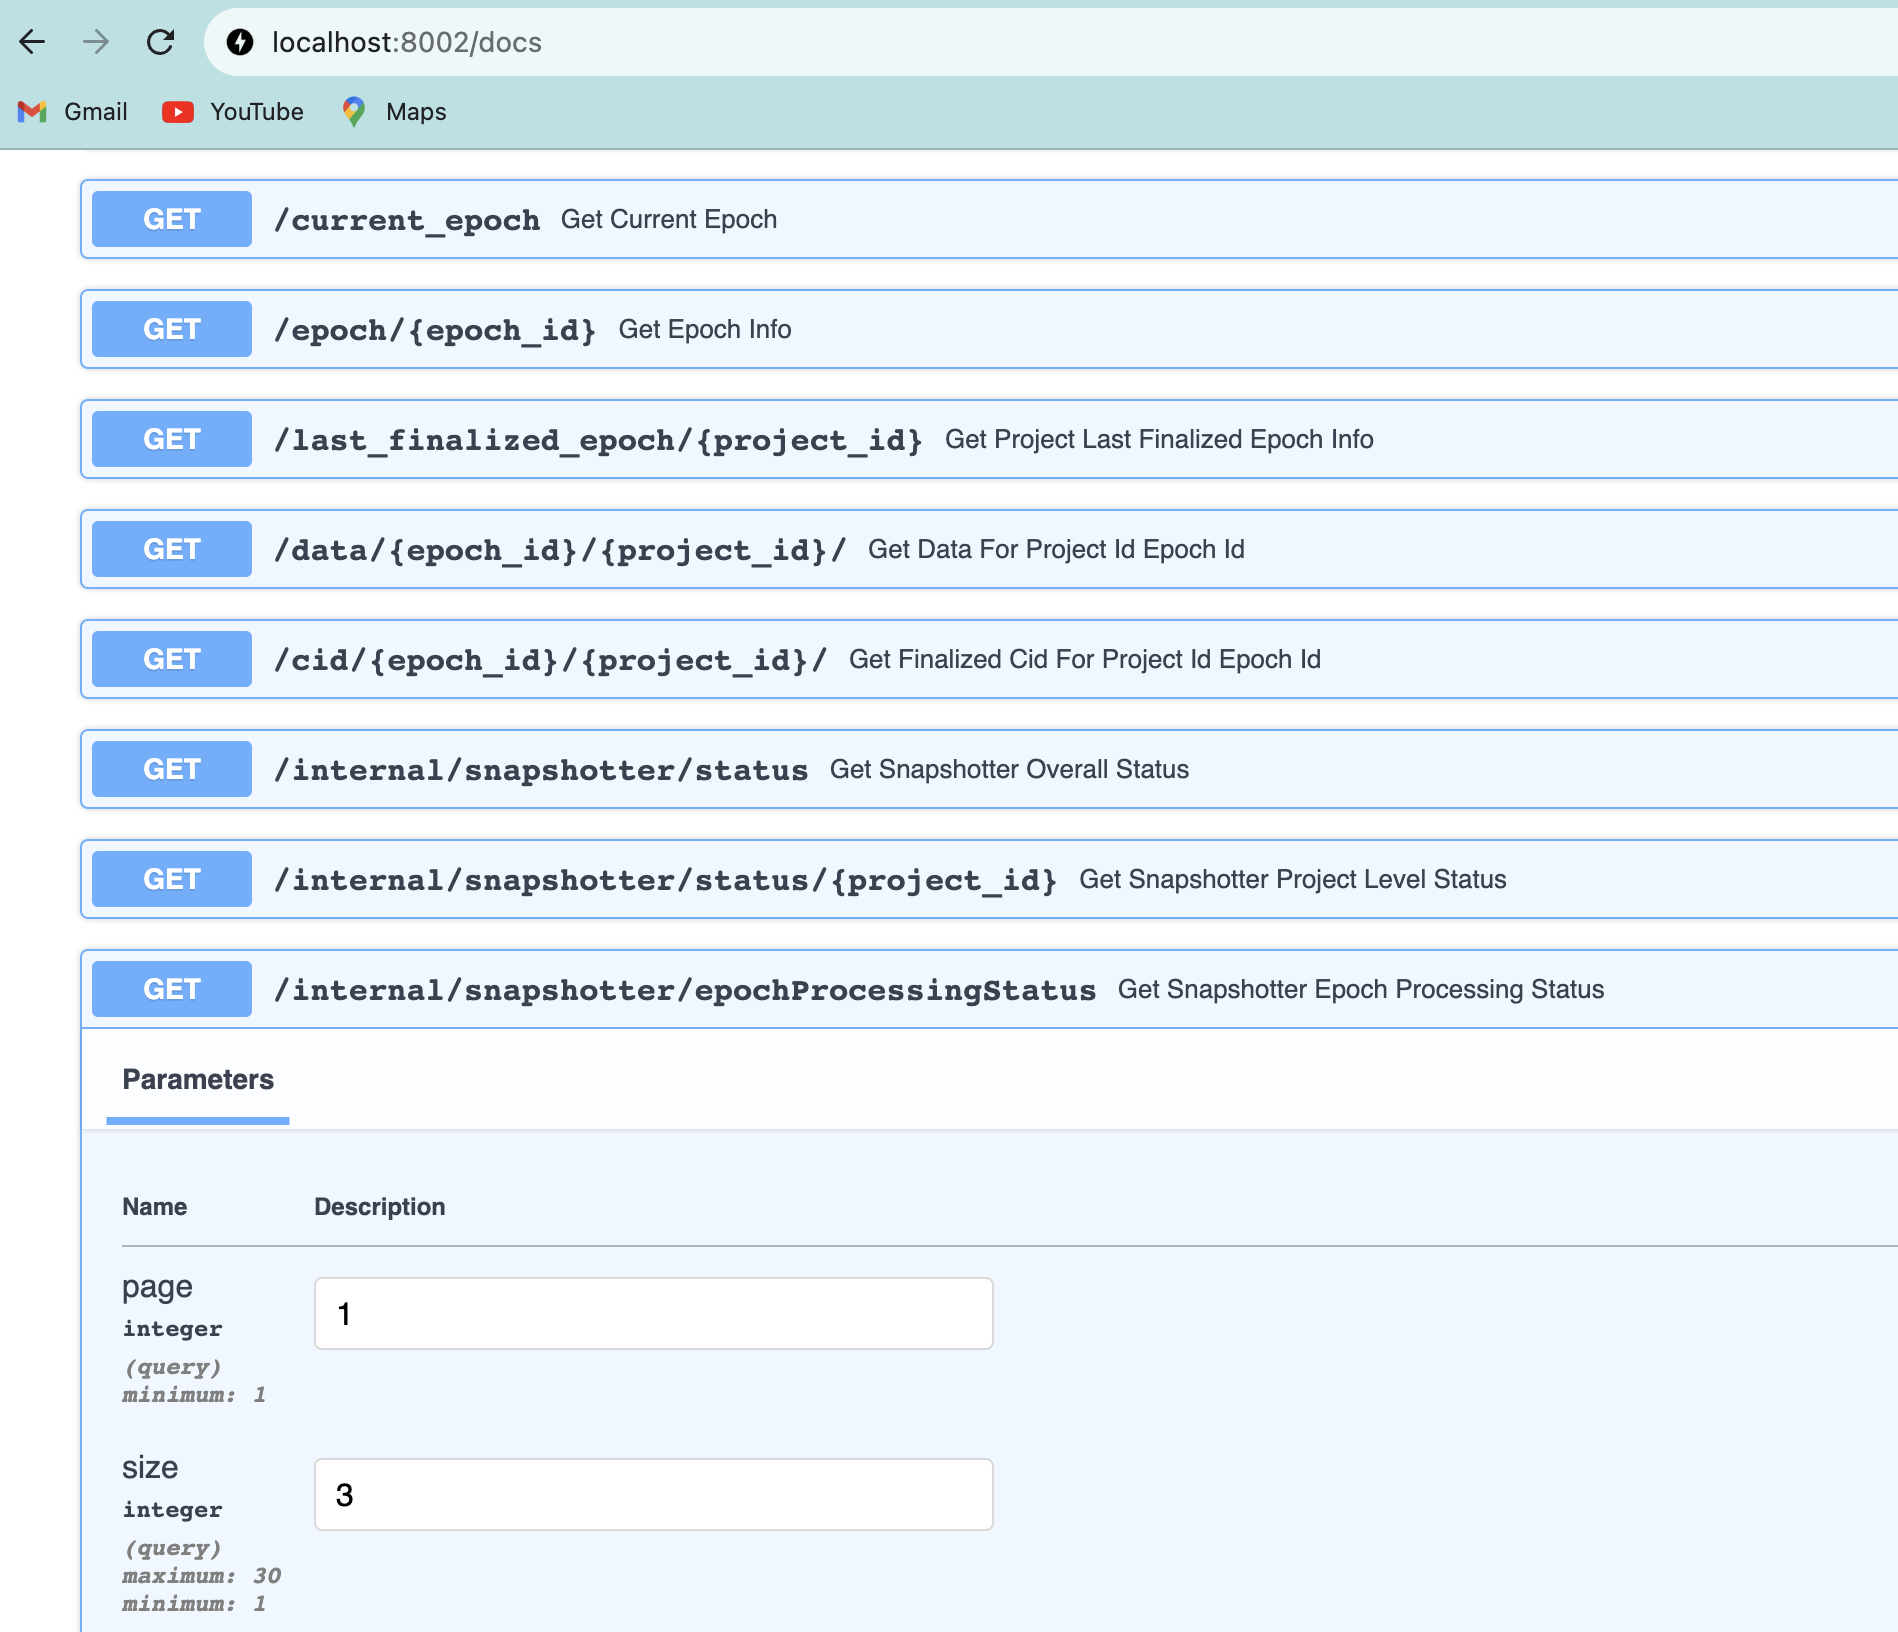 localhost:8002/docs
Gmail YouTube Maps
GET /current_epoch Get Current Epoch
GET /epoch/{epoch_id} Get Epoch Info
GET /last_finalized_epoch/{project_id} Get Project Last Finalized Epoch Info
GET /data/{epoch_id}/{project_id}/ Get Data For Project Id Epoch Id
GET /cid/{epoch_id}/{project_id}/ Get Finalized Cid For Project Id Epoch Id
GET /internal/snapshotter/status Get Snapshotter Overall Status
GET /internal/snapshotter/status/{project_id} Get Snapshotter Project Level Status
GET /internal/snapshotter/epochProcessingStatus Get Snapshotter Epoch Processing Status
Parameters
Name Description
page
1
integer
(query)
minimum: 1
size
3
integer
(query)
maximum: 30
minimum: 1